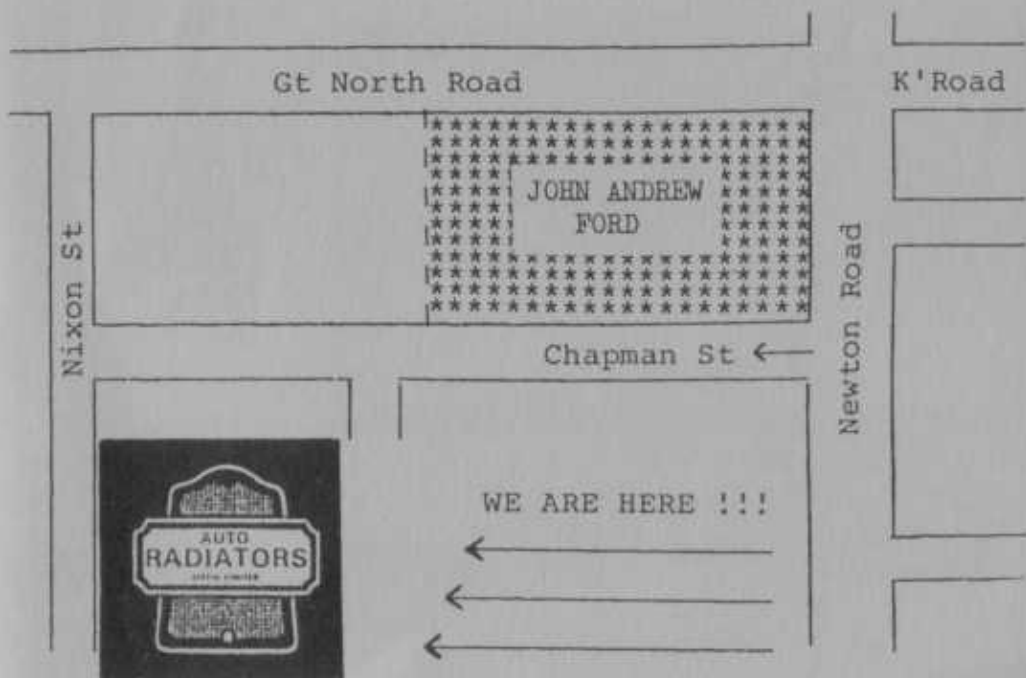 Gt North Road
K'Road
JOHN ANDREW
FORD
Nixon St
Newton Road
Chapman St
WE ARE HERE !!!
AUTO
RADIATORS